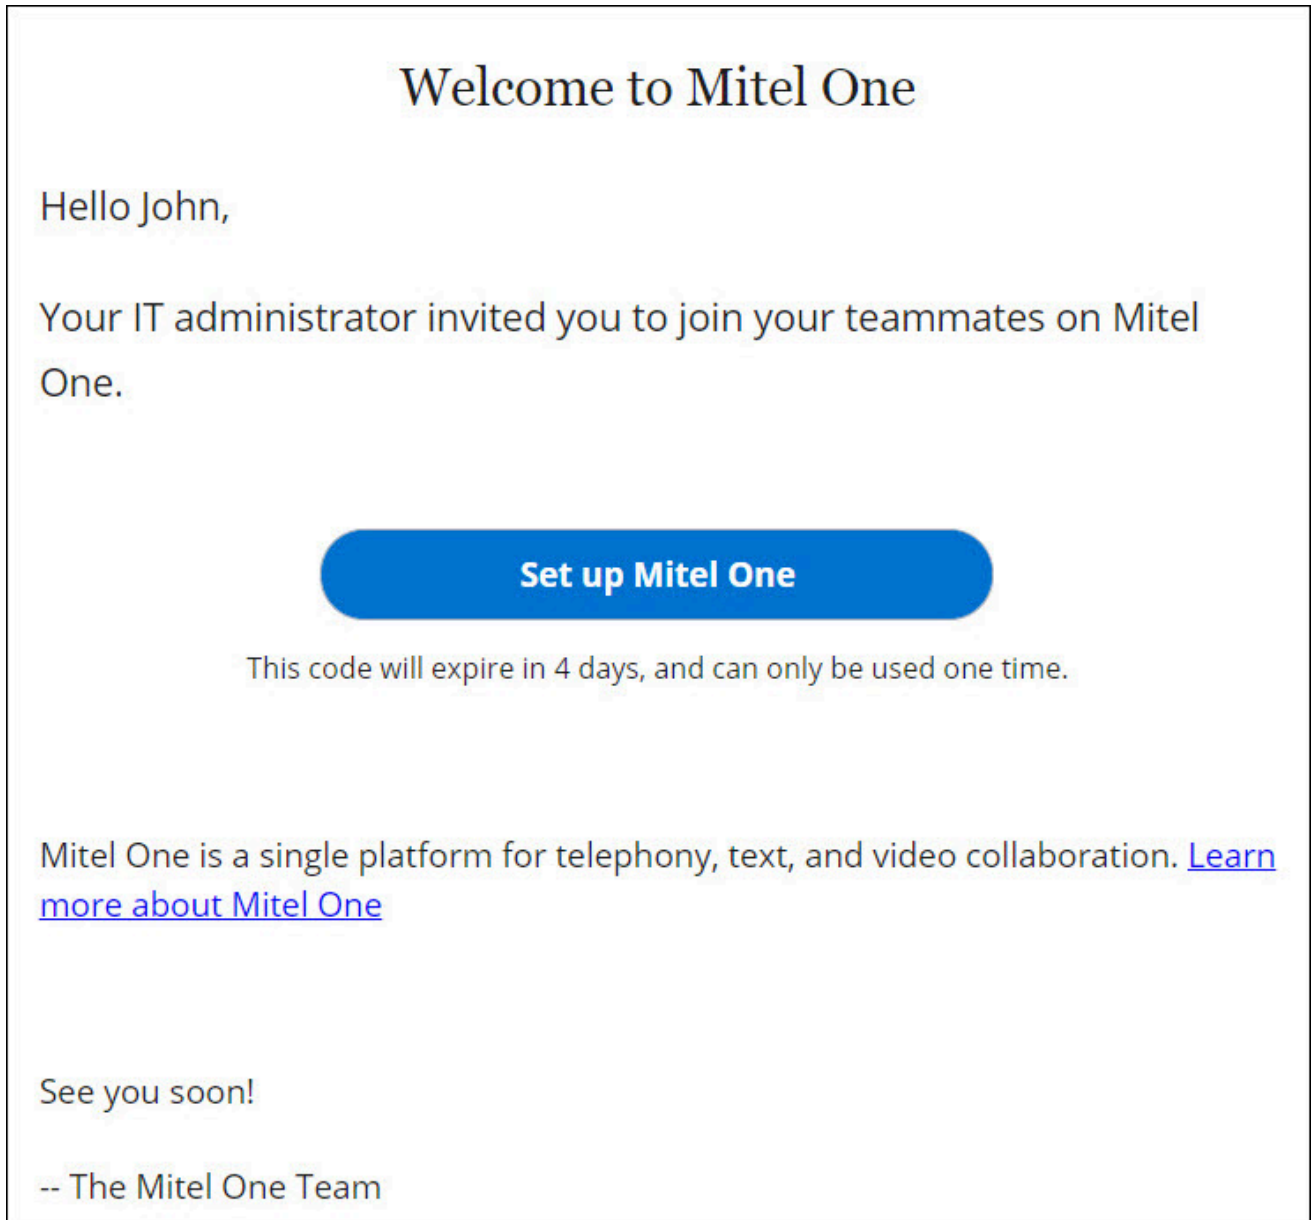 Welcome to Mitel One
Hello John,
Your IT administrator invited you to join your teammates on Mitel
One.
Set up Mitel One
This code will expire in 4 days, and can only be used one time.
Mitel One is a single platform for telephony, text, and video collaboration. Learn
more about Mitel One
See you soon!
-- The Mitel One Team